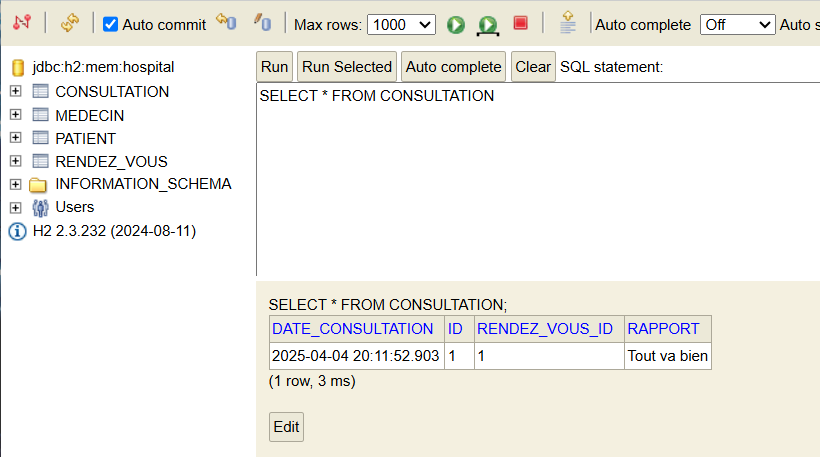 Auto commit Max rows: 1000 Auto complete Off Auto s
jdbc:h2:mem:hospital
CONSULTATION
MEDECIN
PATIENT
RENDEZ_VOUS
INFORMATION_SCHEMA
Users
H2 2.3.232 (2024-08-11)
Run Run Selected Auto complete Clear SQL statement:
SELECT * FROM CONSULTATION
SELECT * FROM CONSULTATION;
DATE_CONSULTATION ID RENDEZ_VOUS_ID RAPPORT
2025-04-04 20:11:52.903 1 1 Tout va bien
(1 row, 3 ms)
Edit